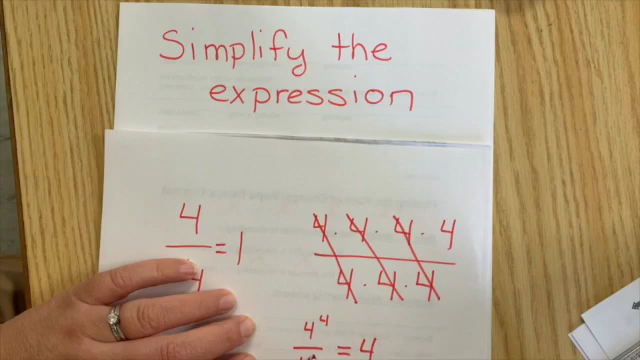 Simplify the
expression
4
= 1
4 · 4 · 4 · 4
4 · 4 · 4
4⁴
= 4